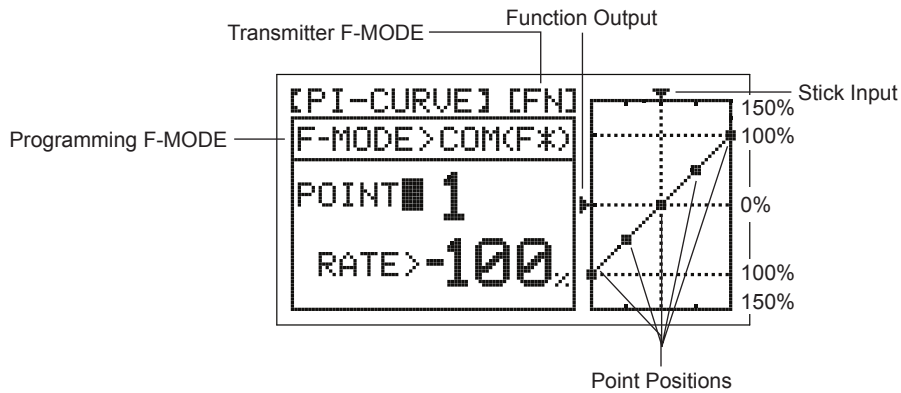 Function Output
Transmitter F-MODE
Stick Input
[PI-CURVE] [FN]
150%
Programming F-MODE
F-MODE>COM(F*)
100%
POINT 1
0%
RATE>-100%
100%
150%
Point Positions